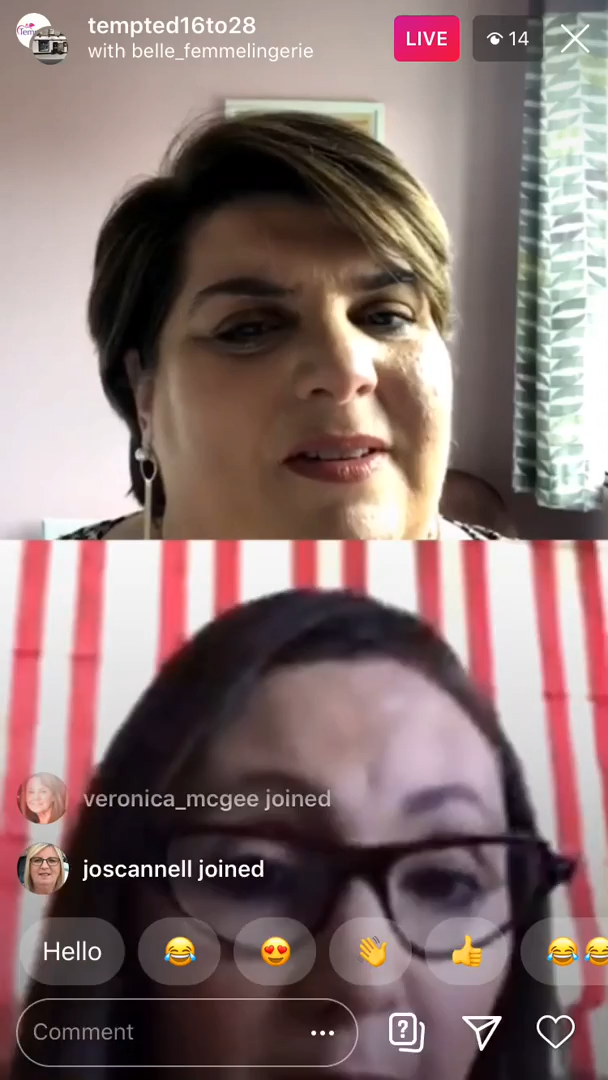 tempted16to28
with belle_femmelingerie
LIVE
14
veronica_mcgee joined
joscannell joined
Hello
Comment